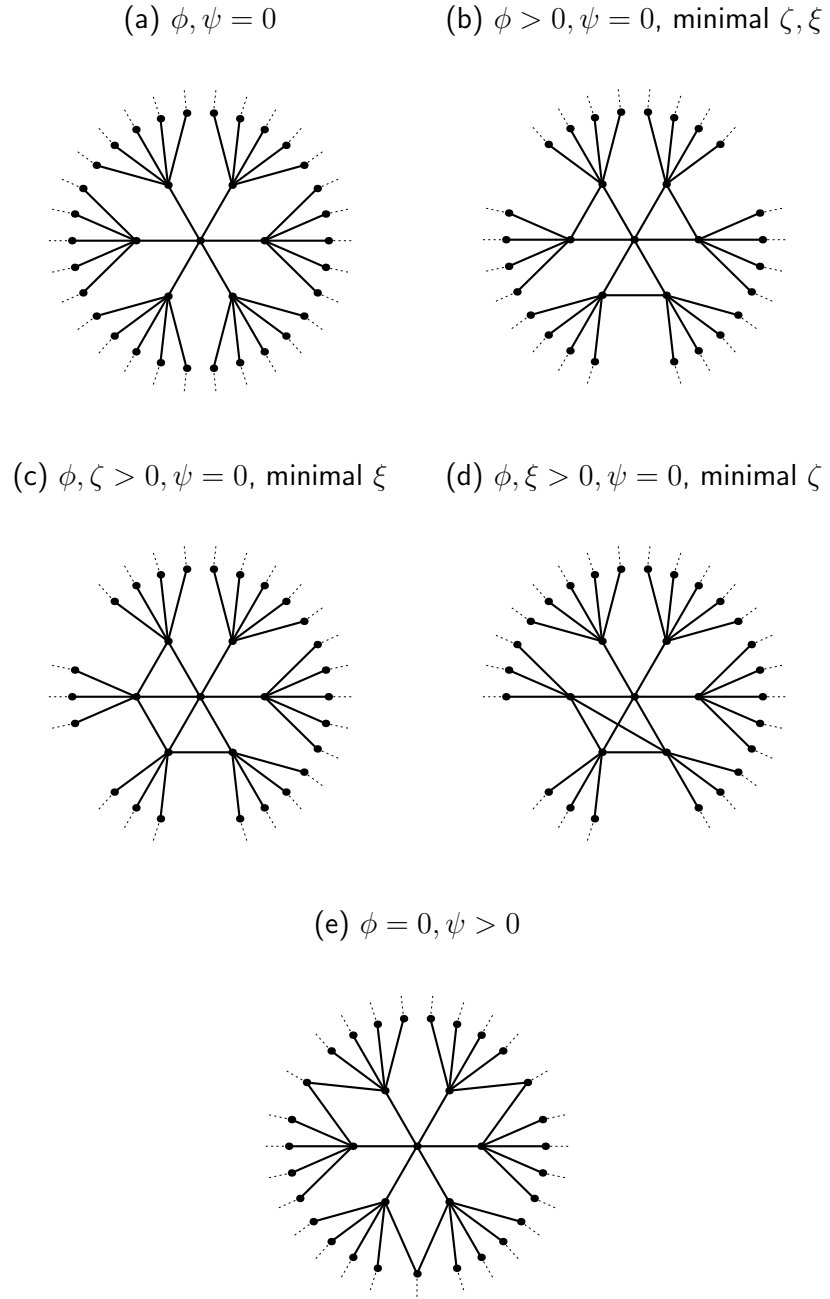 (a) ϕ, ψ = 0
(b) ϕ > 0, ψ = 0, minimal ζ, ξ
(c) ϕ, ζ > 0, ψ = 0, minimal ξ
(d) ϕ, ξ > 0, ψ = 0, minimal ζ
(e) ϕ = 0, ψ > 0